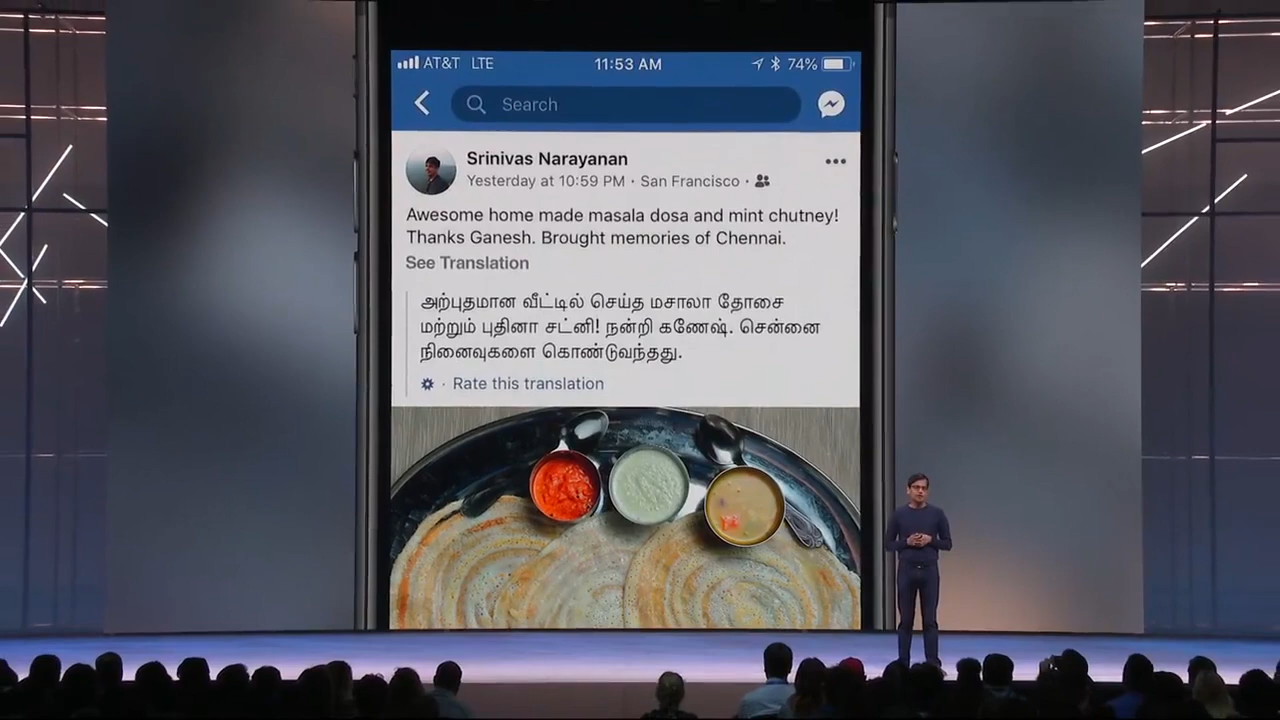 AT&T LTE 11:53 AM 74%
Search
Srinivas Narayanan
Yesterday at 10:59 PM · San Francisco ·
Awesome home made masala dosa and mint chutney!
Thanks Ganesh. Brought memories of Chennai.
See Translation
அற்புதமான வீட்டில் செய்த மசாலா தோசை
மற்றும் புதினா சட்னி! நன்றி கணேஷ். சென்னை
நினைவுகளை கொண்டுவந்தது.
· Rate this translation